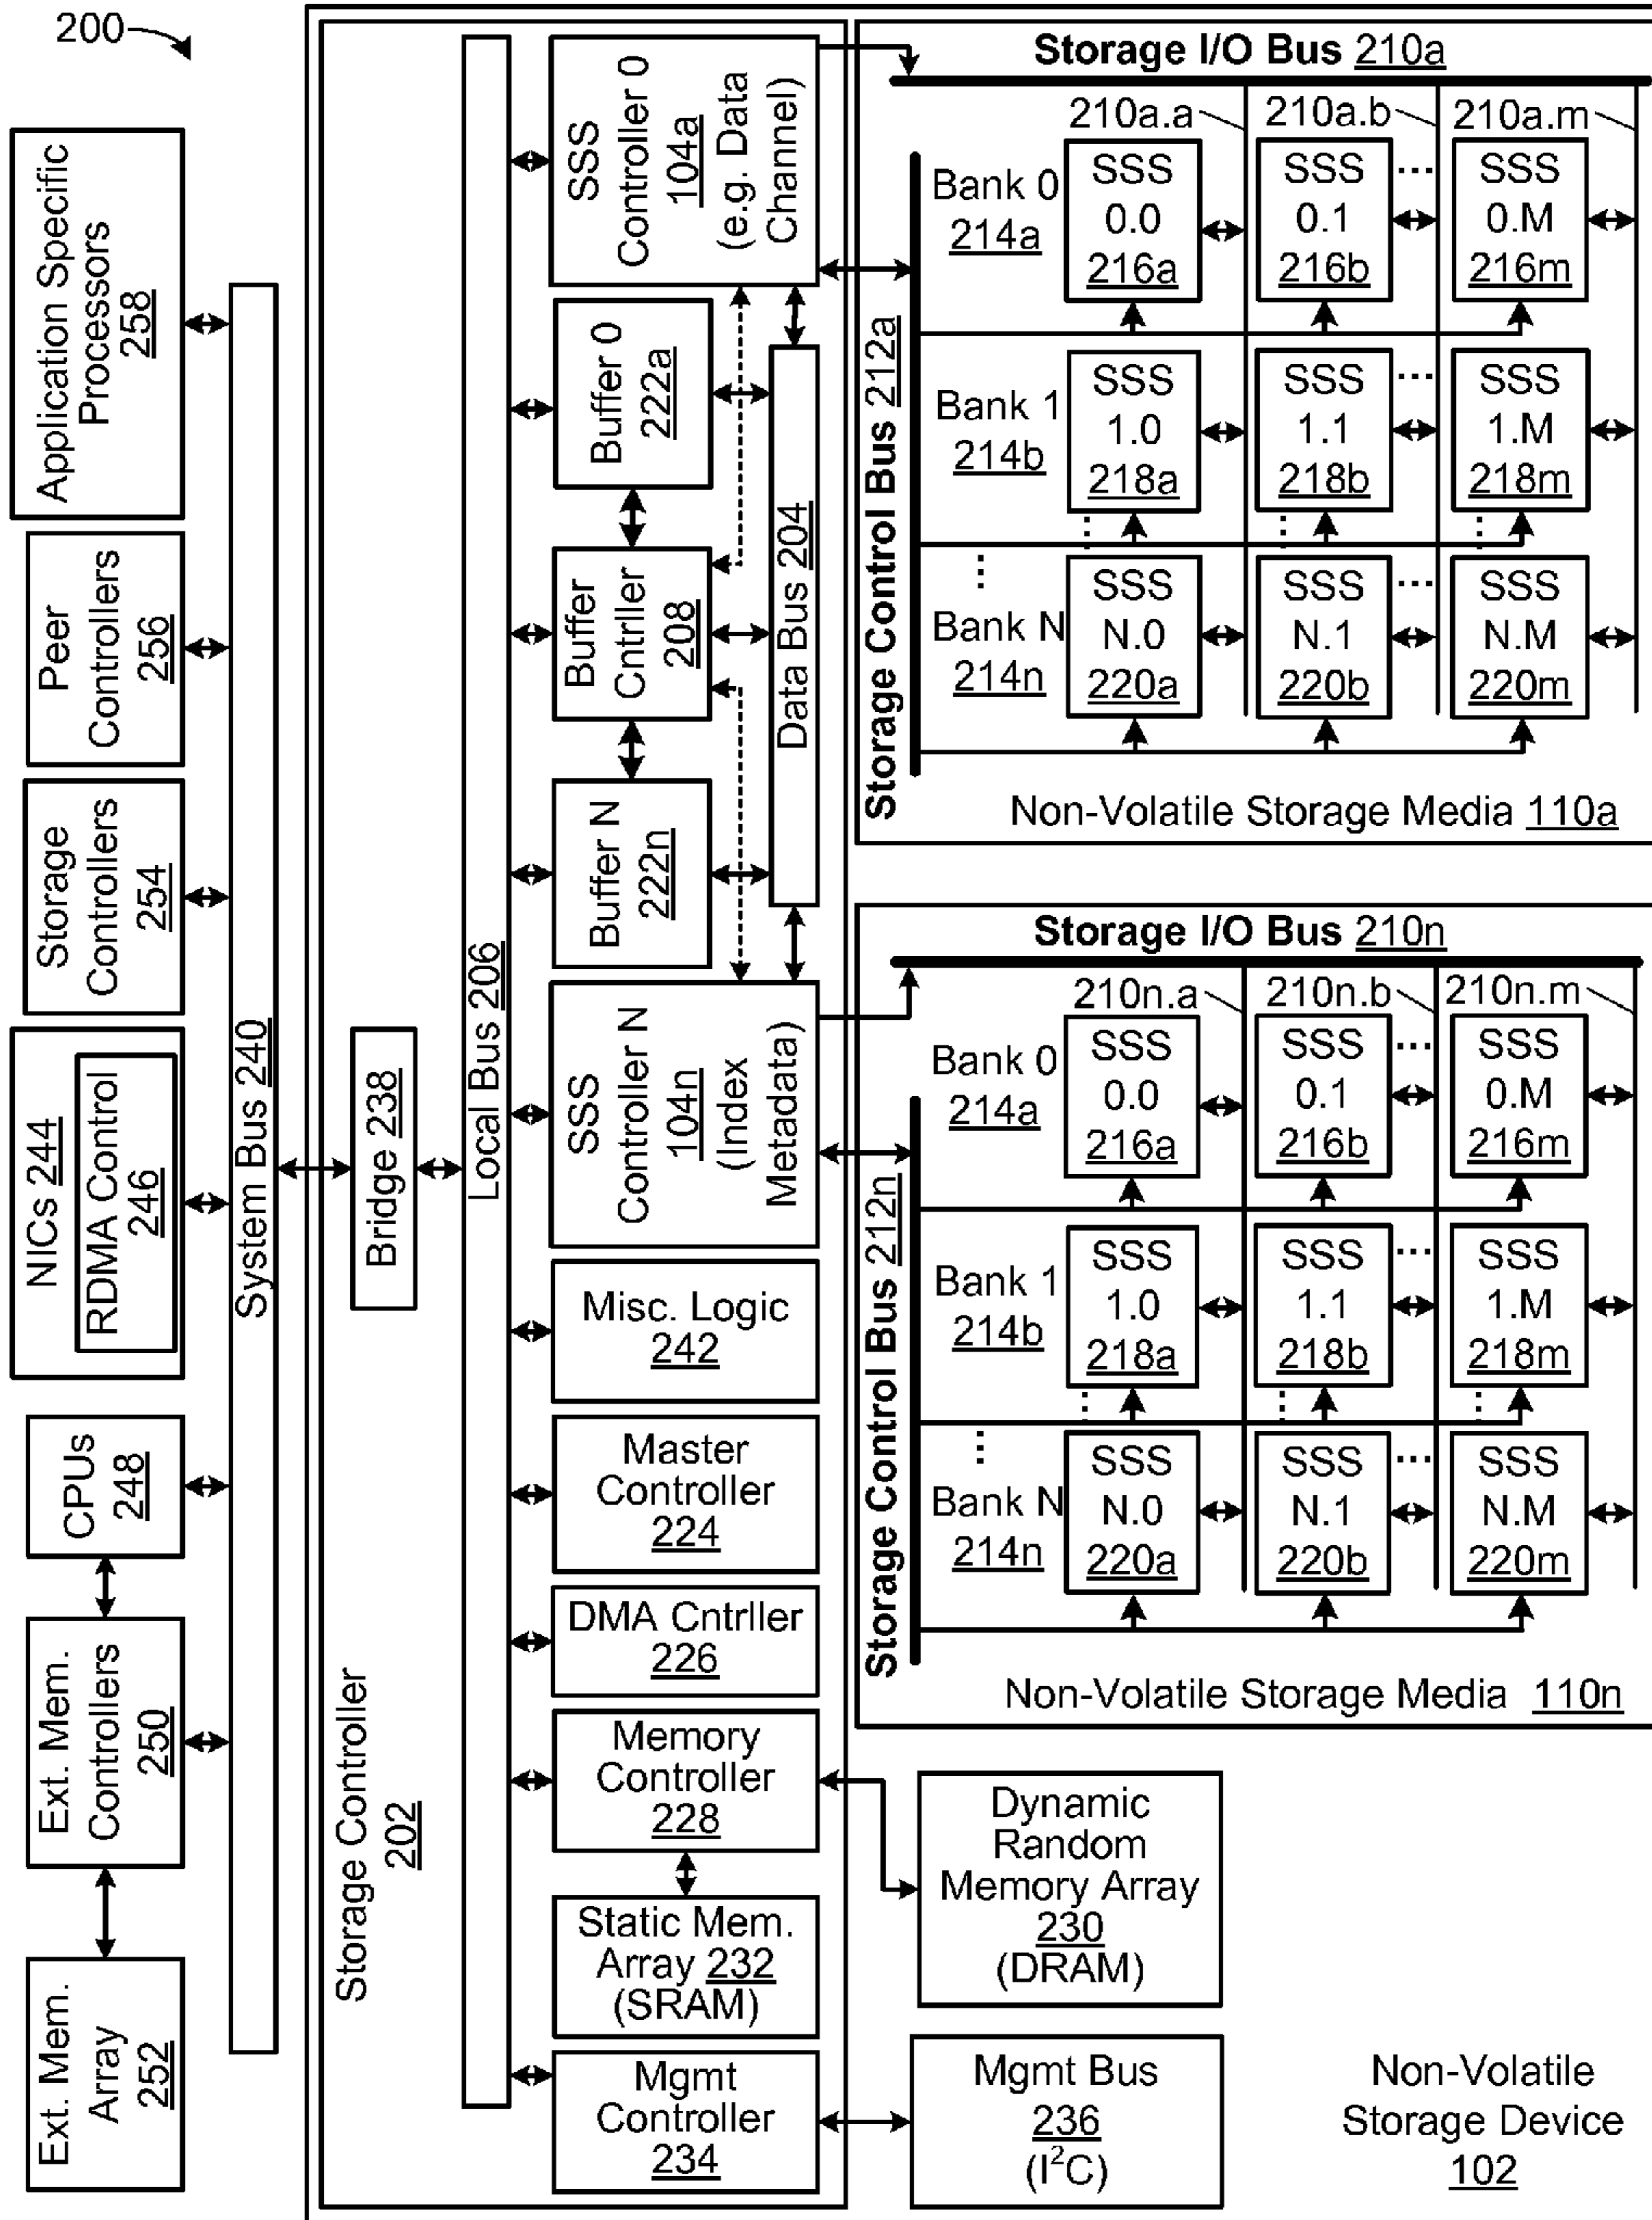 200
Application Specific
Processors
258
Peer
Controllers
256
Storage
Controllers
254
NICs 244
RDMA Control
246
CPUs
248
Ext. Mem.
Controllers
250
Ext. Mem.
Array
252
System Bus 240
Bridge 238
Storage Controller
202
Local Bus 206
SSS
Controller 0
104a
(e.g. Data
Channel)
Buffer 0
222a
Buffer
Cntrller
208
Buffer N
222n
Data Bus 204
SSS
Controller N
104n
(Index
Metadata)
Misc. Logic
242
Master
Controller
224
DMA Cntrller
226
Memory
Controller
228
Static Mem.
Array 232
(SRAM)
Mgmt
Controller
234
Storage I/O Bus 210a
210a.a
210a.b
210a.m
Storage Control Bus 212a
Bank 0
214a
SSS
0.0
216a
SSS
0.1
216b
...
SSS
0.M
216m
Bank 1
214b
SSS
1.0
218a
SSS
1.1
218b
...
SSS
1.M
218m
Bank N
214n
SSS
N.0
220a
SSS
N.1
220b
...
SSS
N.M
220m
Non-Volatile Storage Media 110a
Storage I/O Bus 210n
210n.a
210n.b
210n.m
Storage Control Bus 212n
Bank 0
214a
SSS
0.0
216a
SSS
0.1
216b
...
SSS
0.M
216m
Bank 1
214b
SSS
1.0
218a
SSS
1.1
218b
...
SSS
1.M
218m
Bank N
214n
SSS
N.0
220a
SSS
N.1
220b
...
SSS
N.M
220m
Non-Volatile Storage Media 110n
Dynamic
Random
Memory Array
230
(DRAM)
Mgmt Bus
236
(I²C)
Non-Volatile
Storage Device
102